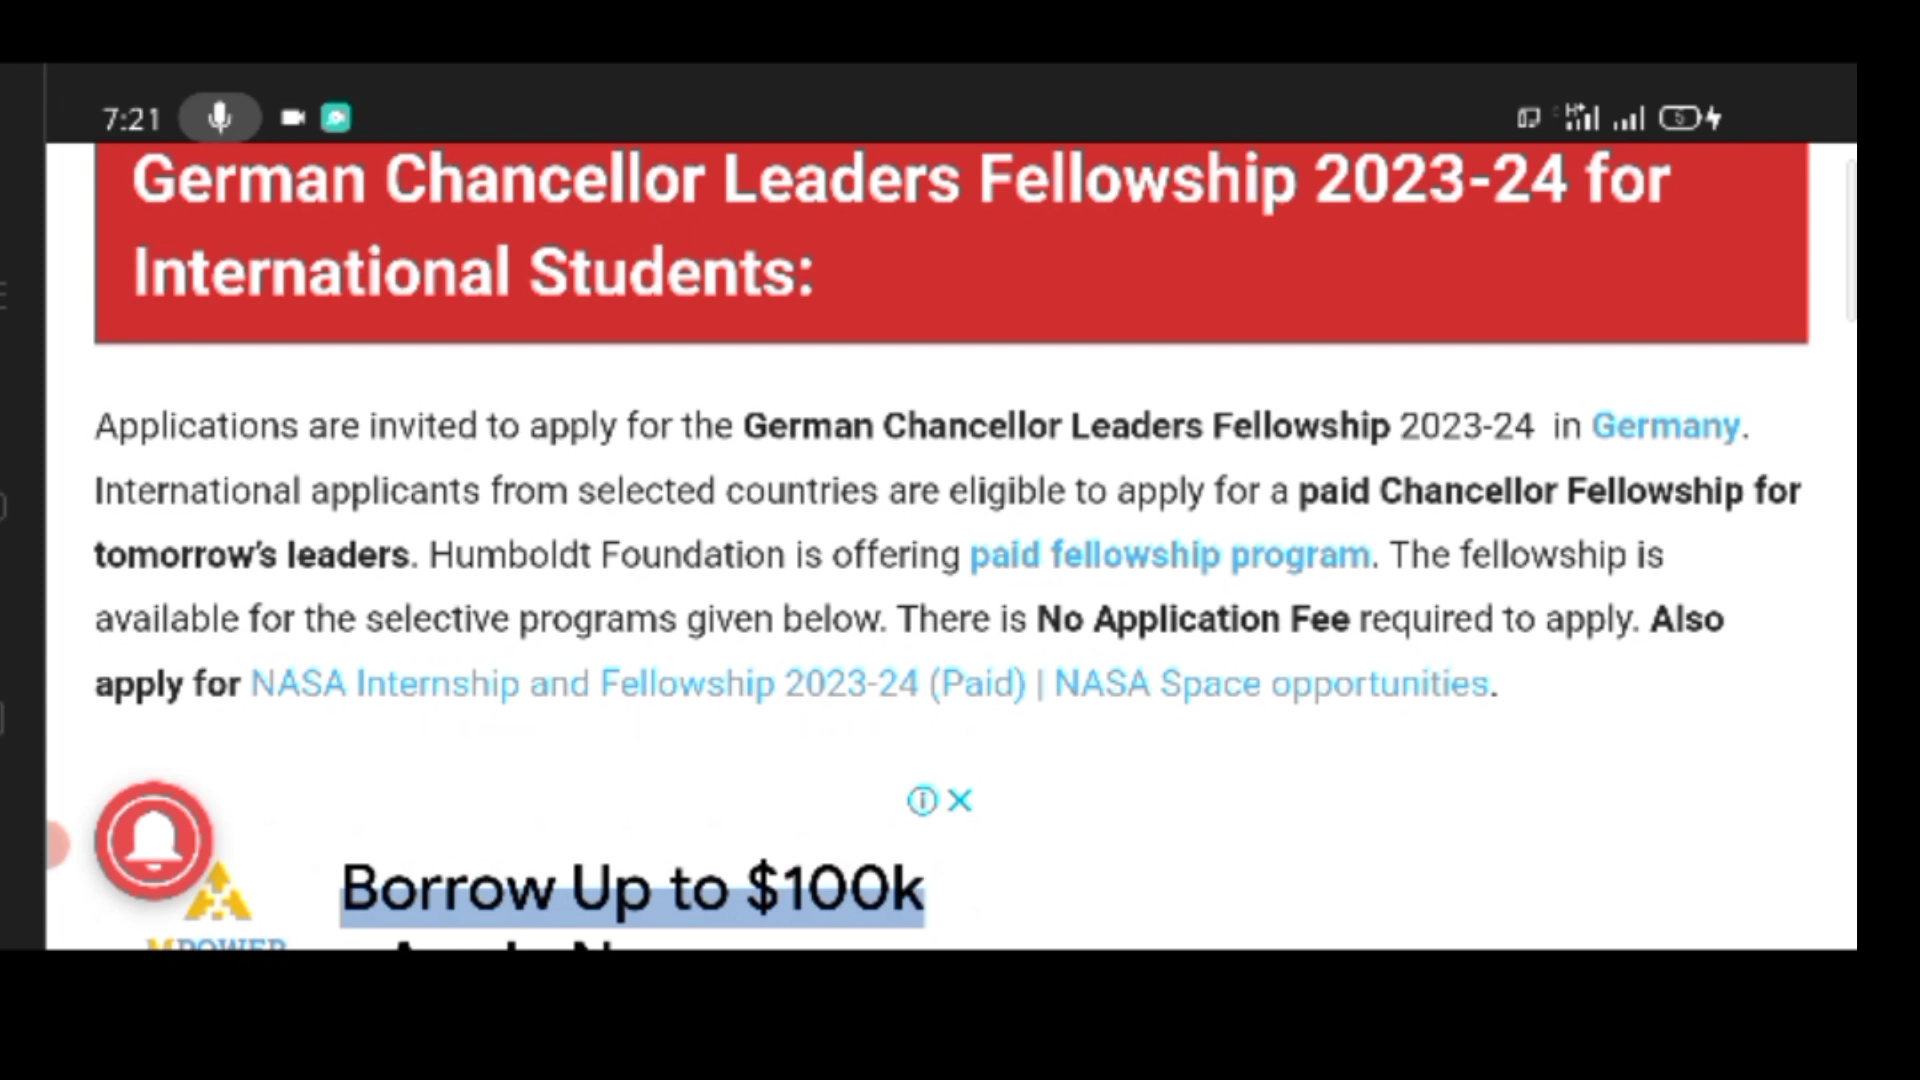 7:21
German Chancellor Leaders Fellowship 2023-24 for
International Students:
Applications are invited to apply for the German Chancellor Leaders Fellowship 2023-24 in Germany.
International applicants from selected countries are eligible to apply for a paid Chancellor Fellowship for
tomorrow's leaders. Humboldt Foundation is offering paid fellowship program. The fellowship is
available for the selective programs given below. There is No Application Fee required to apply. Also
apply for NASA Internship and Fellowship 2023-24 (Paid) | NASA Space opportunities.
Borrow Up to $100k
MPOWER